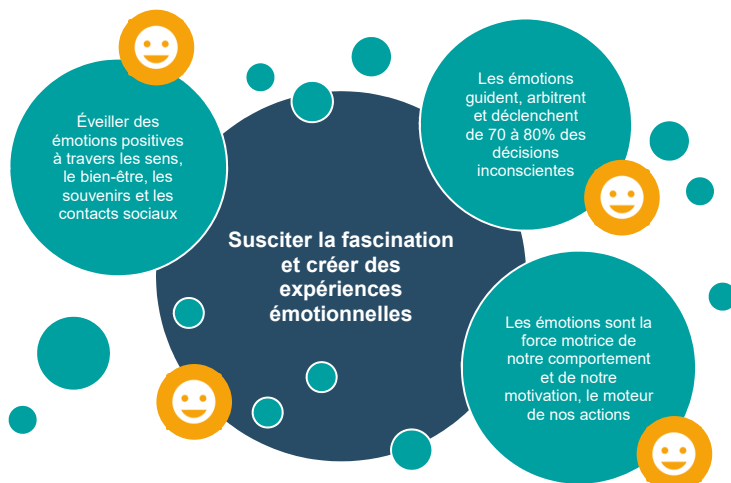 Éveiller des
émotions positives
à travers les sens,
le bien-être, les
souvenirs et les
contacts sociaux
Les émotions
guident, arbitrent
et déclenchent
de 70 à 80% des
décisions
inconscientes
Susciter la fascination
et créer des
expériences
émotionnelles
Les émotions sont la
force motrice de
notre comportement
et de notre
motivation, le moteur
de nos actions